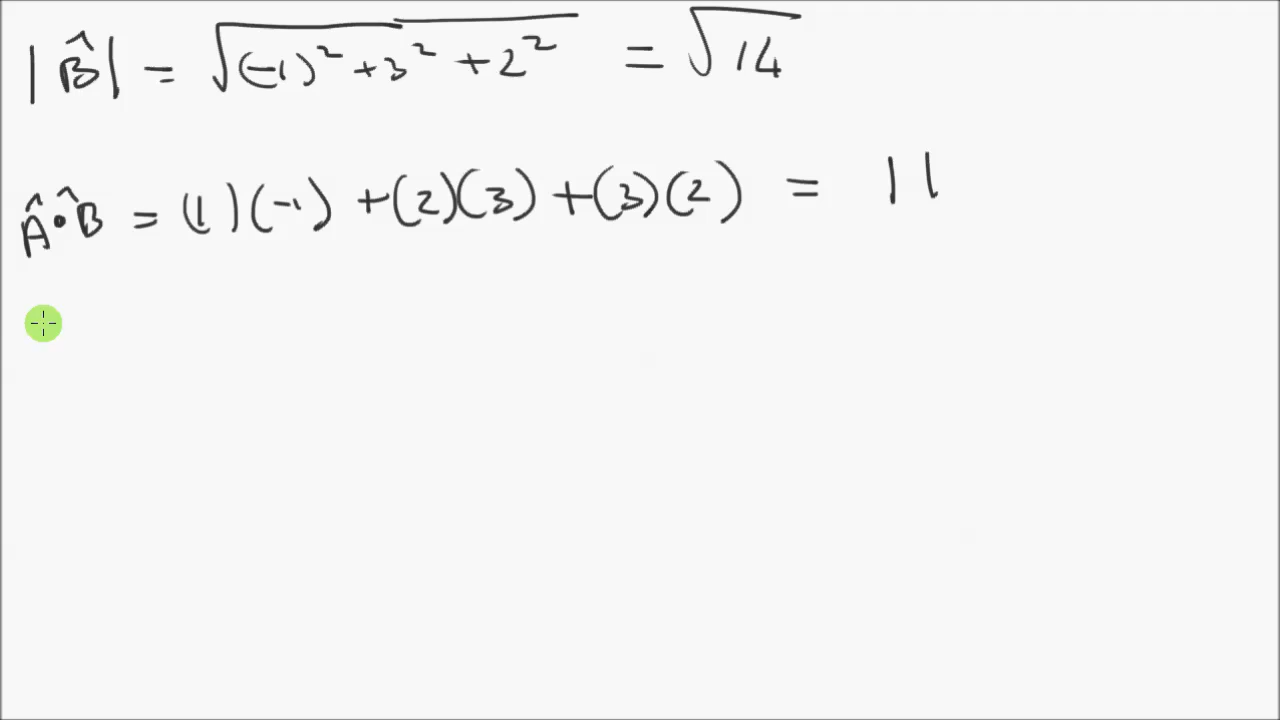 |B̂| = √((-1)² + 3² + 2²) = √14
Â•B̂ = (1)(-1) + (2)(3) + (3)(2) = 11